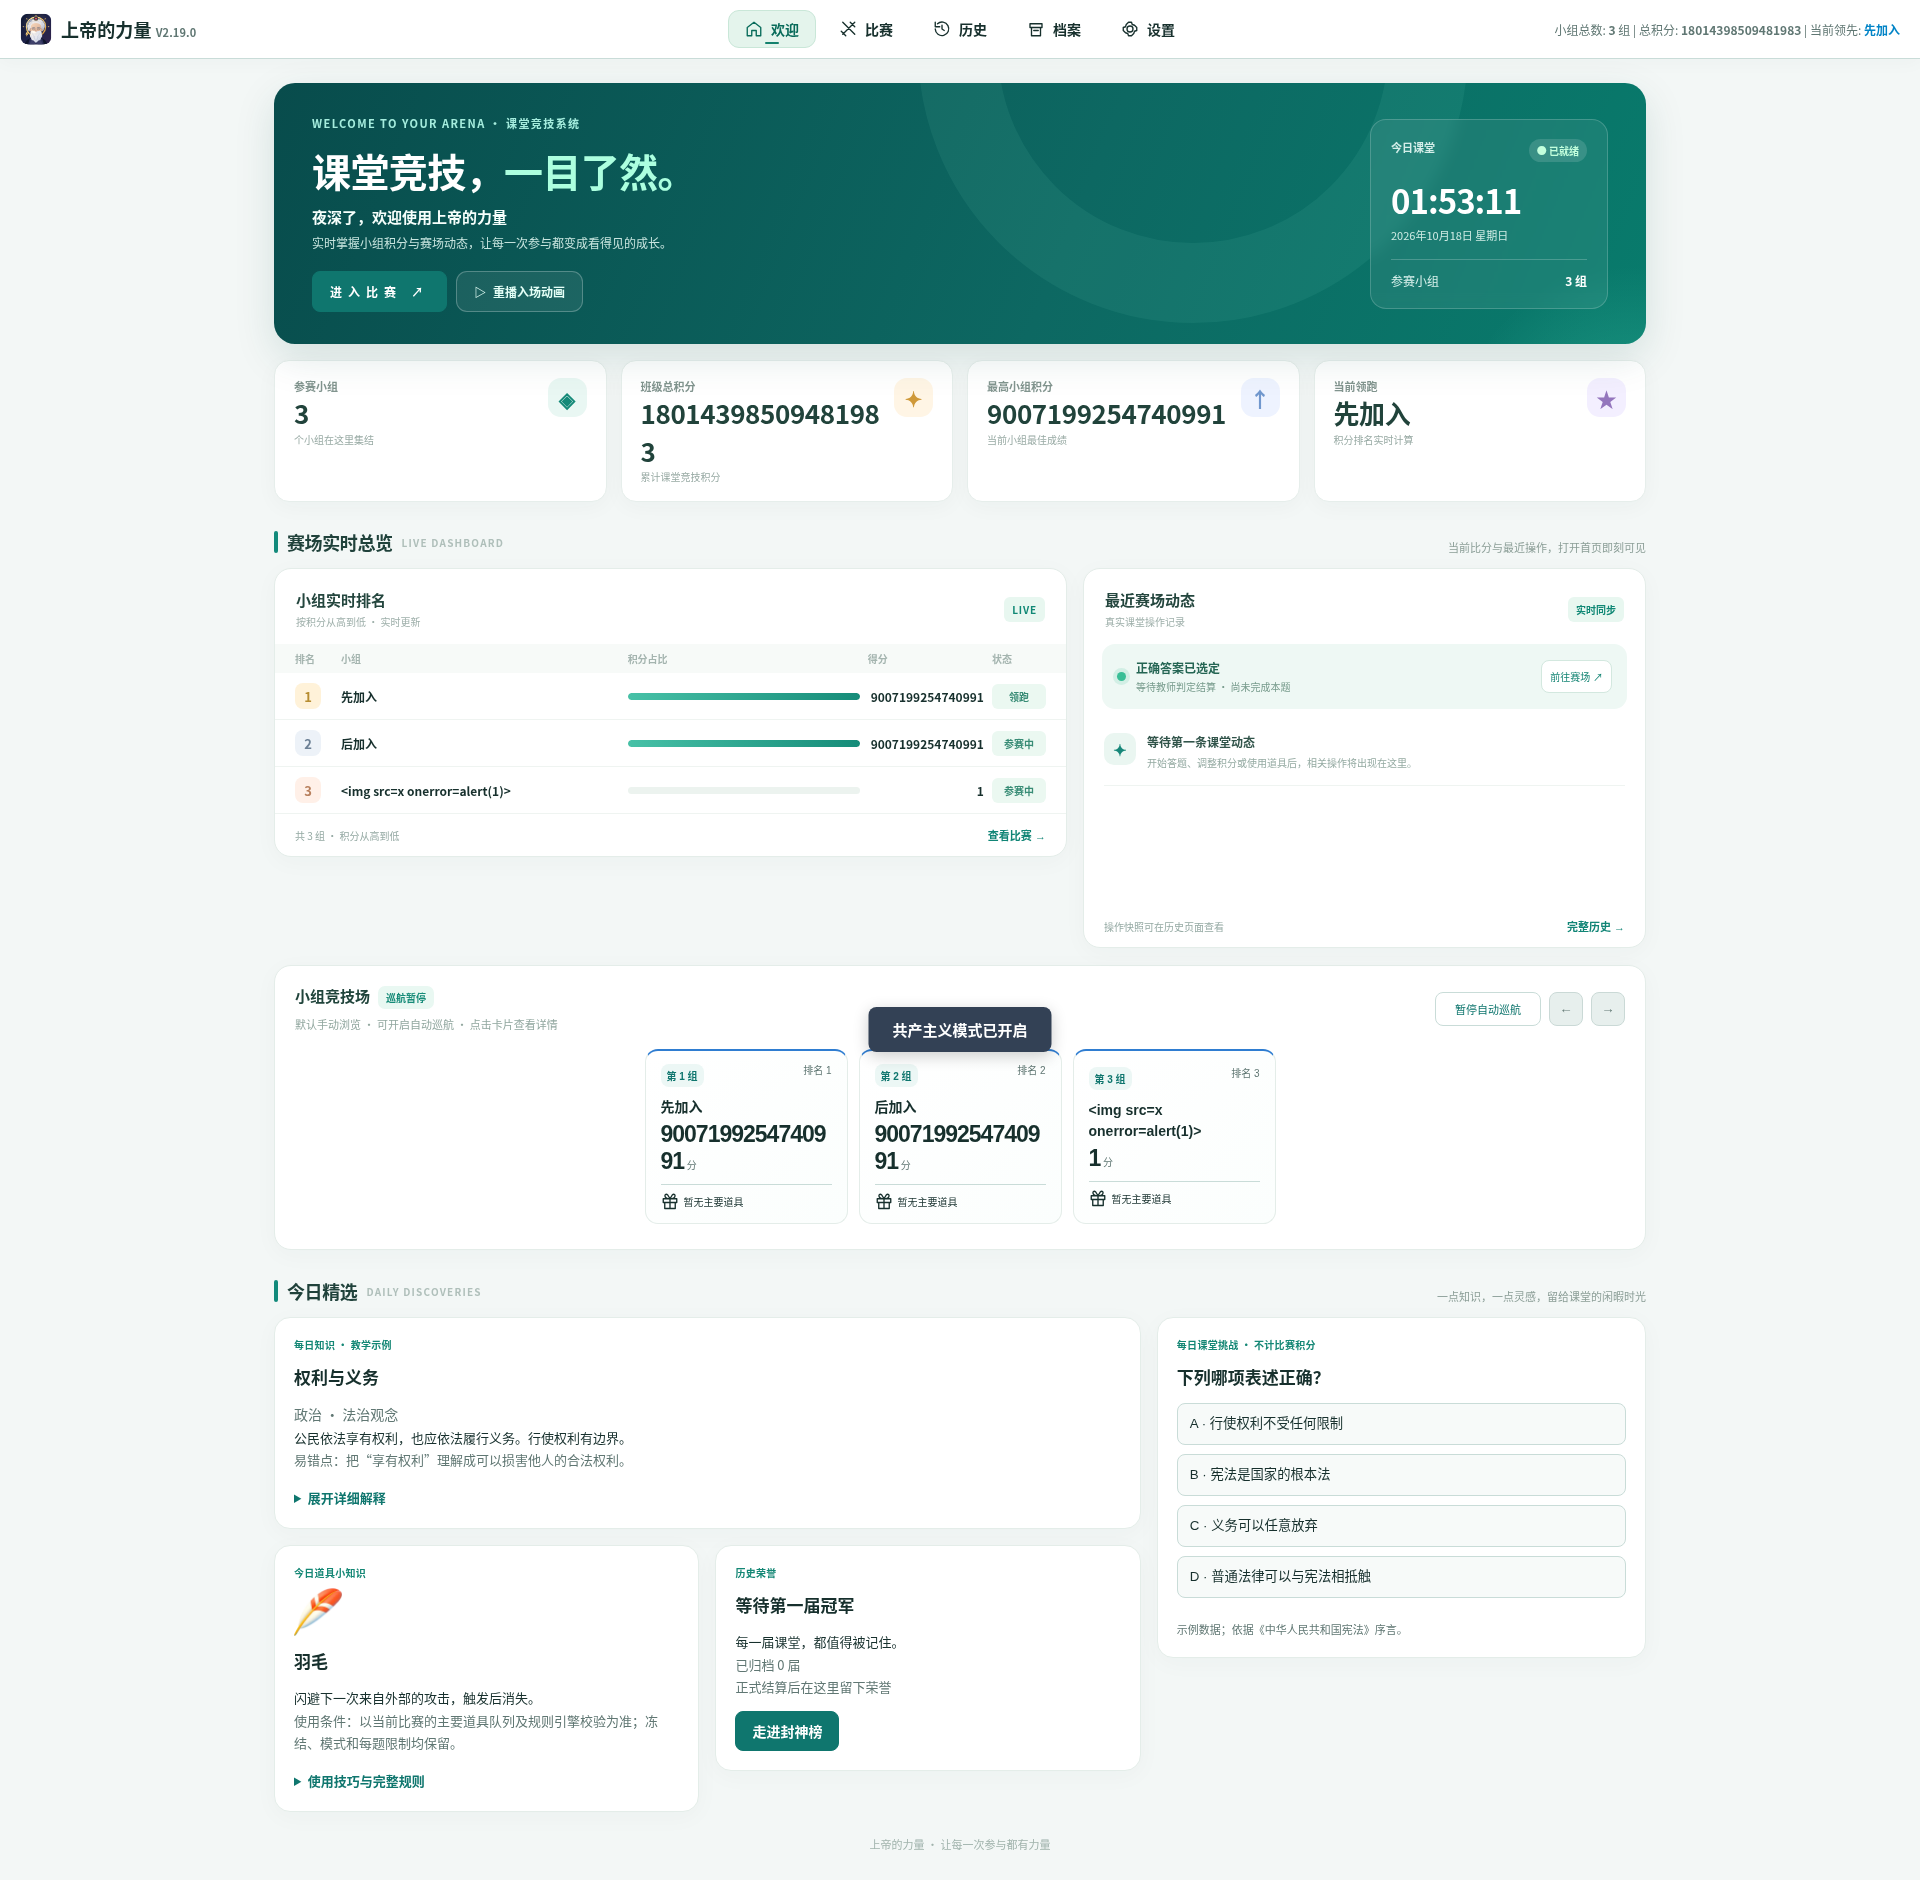 上帝的力量 V2.19.0
欢迎
比赛
历史
档案
设置
小组总数: 3 组 | 总积分: 18014398509481983 | 当前领先: 先加入
WELCOME TO YOUR ARENA · 课堂竞技系统
课堂竞技，一目了然。
夜深了，欢迎使用上帝的力量
实时掌握小组积分与赛场动态，让每一次参与都变成看得见的成长。
进入比赛 ↗
▷ 重播入场动画
今日课堂
已就绪
01:53:11
2026年10月18日 星期日
参赛小组
3 组
参赛小组
3
个小组在这里集结
班级总积分
1801439850948198
3
累计课堂竞技积分
最高小组积分
9007199254740991
当前小组最佳成绩
当前领跑
先加入
积分排名实时计算
赛场实时总览 LIVE DASHBOARD
当前比分与最近操作，打开首页即刻可见
小组实时排名
按积分从高到低 · 实时更新
LIVE
排名 小组 积分占比 得分 状态
1 先加入 9007199254740991 领跑
2 后加入 9007199254740991 参赛中
3 <img src=x onerror=alert(1)> 1 参赛中
共 3 组 · 积分从高到低
查看比赛 →
最近赛场动态
真实课堂操作记录
实时同步
正确答案已选定
等待教师判定结算 · 尚未完成本题
前往赛场 ↗
等待第一条课堂动态
开始答题、调整积分或使用道具后，相关操作将出现在这里。
操作快照可在历史页面查看
完整历史 →
小组竞技场 巡航暂停
默认手动浏览 · 可开启自动巡航 · 点击卡片查看详情
暂停自动巡航
←
→
共产主义模式已开启
第 1 组
排名 1
先加入
90071992547409
91 分
暂无主要道具
第 2 组
排名 2
后加入
90071992547409
91 分
暂无主要道具
第 3 组
排名 3
<img src=x
onerror=alert(1)>
1 分
暂无主要道具
今日精选 DAILY DISCOVERIES
一点知识，一点灵感，留给课堂的闲暇时光
每日知识 · 教学示例
权利与义务
政治 · 法治观念
公民依法享有权利，也应依法履行义务。行使权利有边界。
易错点：把“享有权利”理解成可以损害他人的合法权利。
▶ 展开详细解释
每日课堂挑战 · 不计比赛积分
下列哪项表述正确？
A · 行使权利不受任何限制
B · 宪法是国家的根本法
C · 义务可以任意放弃
D · 普通法律可以与宪法相抵触
示例数据；依据《中华人民共和国宪法》序言。
今日道具小知识
羽毛
闪避下一次来自外部的攻击，触发后消失。
使用条件：以当前比赛的主要道具队列及规则引擎校验为准；冻
结、模式和每题限制均保留。
▶ 使用技巧与完整规则
历史荣誉
等待第一届冠军
每一届课堂，都值得被记住。
已归档 0 届
正式结算后在这里留下荣誉
走进封神榜
上帝的力量 · 让每一次参与都有力量